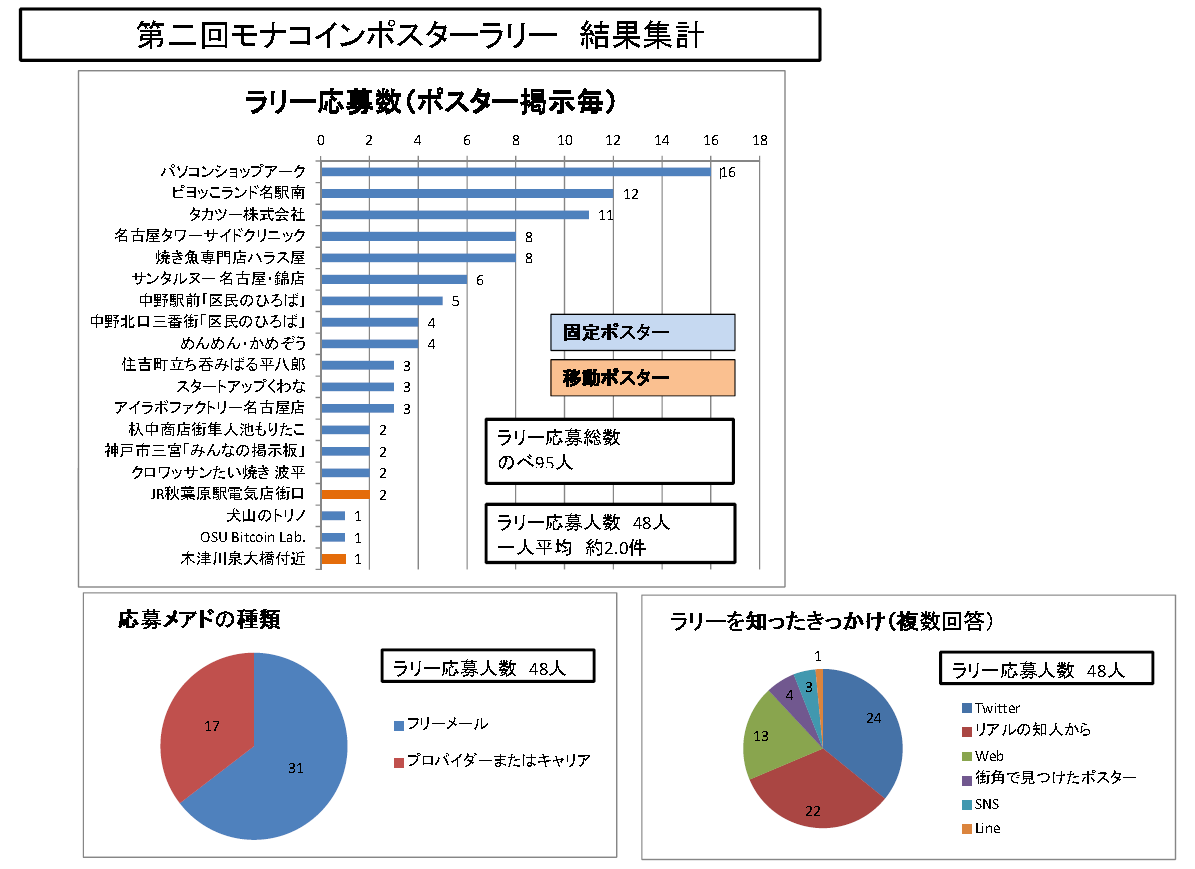 第二回モナコインポスターラリー 結果集計
ラリー応募数（ポスター掲示毎）
0 2 4 6 8 10 12 14 16 18
パソコンショップアーク 16
ピヨッこランド名駅南 12
タカツー株式会社 11
名古屋タワーサイドクリニック 8
焼き魚専門店ハラス屋 8
サンタルヌー 名古屋・錦店 6
中野駅前「区民のひろば」 5
中野北口三番街「区民のひろば」 4
めんめん・かめぞう 4
住吉町立ち呑みばる平八郎 3
スタートアップくわな 3
アイラボファクトリー名古屋店 3
杁中商店街隼人池もりたこ 2
神戸市三宮「みんなの掲示板」 2
クロワッサンたい焼き 波平 2
JR秋葉原駅電気店街口 2
犬山のトリノ 1
OSU Bitcoin Lab. 1
木津川泉大橋付近 1
固定ポスター
移動ポスター
ラリー応募総数
のべ95人
ラリー応募人数 48人
一人平均 約2.0件
応募メアドの種類
ラリー応募人数 48人
17
31
フリーメール
プロバイダーまたはキャリア
ラリーを知ったきっかけ（複数回答）
ラリー応募人数 48人
1
3
4
24
13
22
Twitter
リアルの知人から
Web
街角で見つけたポスター
SNS
Line